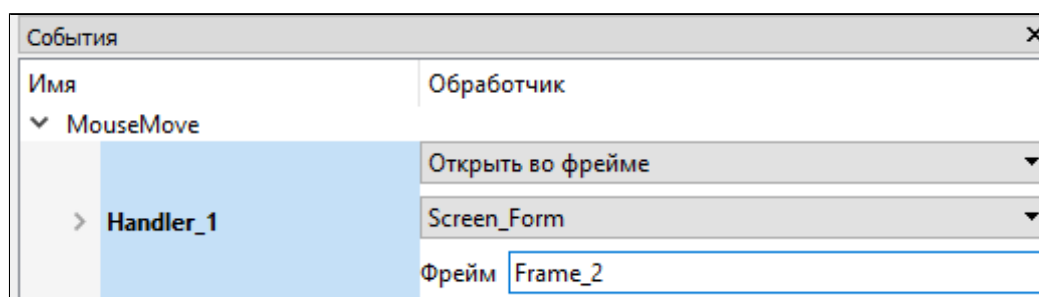 События
Имя Обработчик
MouseMove
Открыть во фрейме
Handler_1 Screen_Form
Фрейм Frame_2